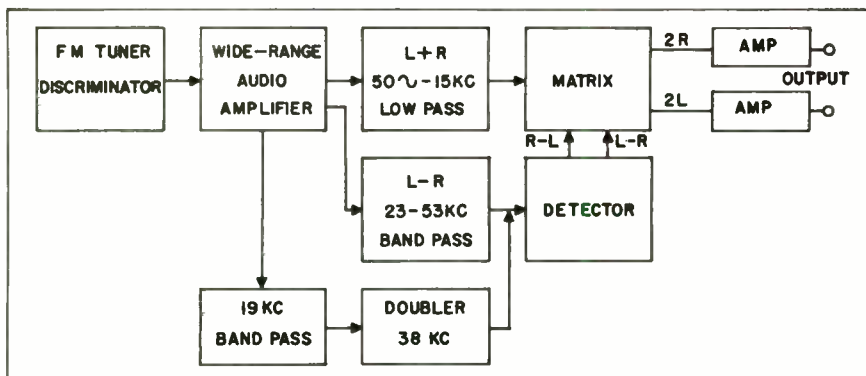 FM TUNER
DISCRIMINATOR
WIDE-RANGE
AUDIO
AMPLIFIER
L+R
50∿-15KC
LOW PASS
MATRIX
2R
AMP
OUTPUT
2L
AMP
R-L
L-R
L-R
23-53KC
BAND PASS
DETECTOR
19KC
BAND PASS
DOUBLER
38 KC